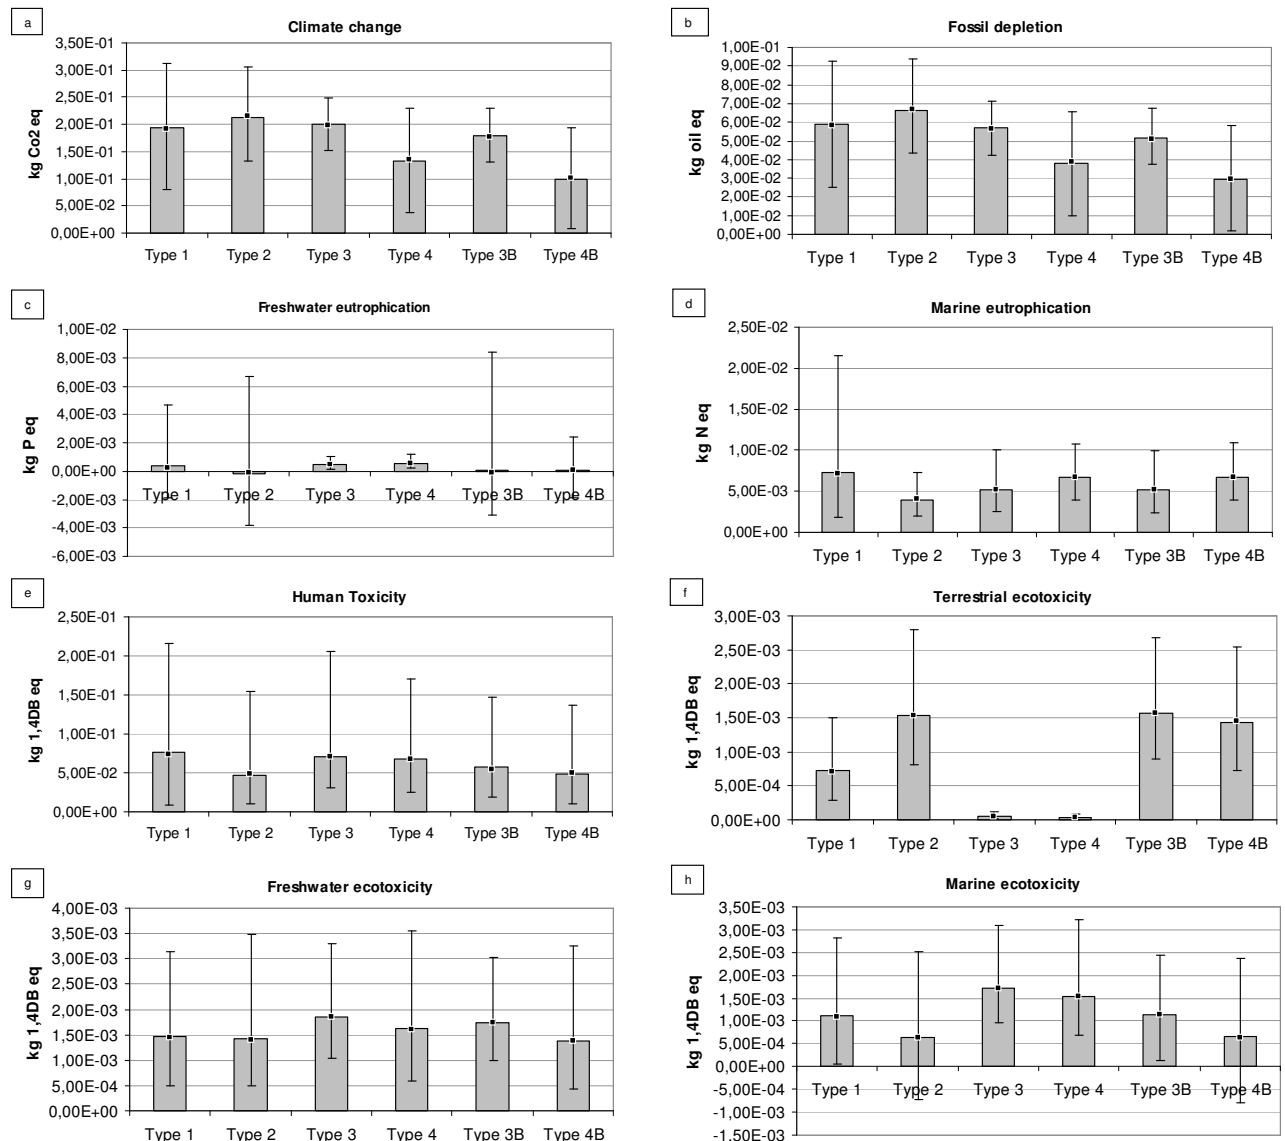 a
Climate change
3,50E-01
3,00E-01
2,50E-01
2,00E-01
1,50E-01
1,00E-01
5,00E-02
0,00E+00
kg Co2 eq
Type 1 Type 2 Type 3 Type 4 Type 3B Type 4B
b
Fossil depletion
1,00E-01
9,00E-02
8,00E-02
7,00E-02
6,00E-02
5,00E-02
4,00E-02
3,00E-02
2,00E-02
1,00E-02
0,00E+00
kg oil eq
Type 1 Type 2 Type 3 Type 4 Type 3B Type 4B
c
Freshwater eutrophication
1,00E-02
8,00E-03
6,00E-03
4,00E-03
2,00E-03
0,00E+00
-2,00E-03
-4,00E-03
-6,00E-03
kg P eq
Type 1 Type 2 Type 3 Type 4 Type 3B Type 4B
d
Marine eutrophication
2,50E-02
2,00E-02
1,50E-02
1,00E-02
5,00E-03
0,00E+00
kg N eq
Type 1 Type 2 Type 3 Type 4 Type 3B Type 4B
e
Human Toxicity
2,50E-01
2,00E-01
1,50E-01
1,00E-01
5,00E-02
0,00E+00
kg 1,4DB eq
Type 1 Type 2 Type 3 Type 4 Type 3B Type 4B
f
Terrestrial ecotoxicity
3,00E-03
2,50E-03
2,00E-03
1,50E-03
1,00E-03
5,00E-04
0,00E+00
kg 1,4DB eq
Type 1 Type 2 Type 3 Type 4 Type 3B Type 4B
g
Freshwater ecotoxicity
4,00E-03
3,50E-03
3,00E-03
2,50E-03
2,00E-03
1,50E-03
1,00E-03
5,00E-04
0,00E+00
kg 1,4DB eq
Type 1 Type 2 Type 3 Type 4 Type 3B Type 4B
h
Marine ecotoxicity
3,50E-03
3,00E-03
2,50E-03
2,00E-03
1,50E-03
1,00E-03
5,00E-04
0,00E+00
-5,00E-04
-1,00E-03
-1,50E-03
kg 1,4DB eq
Type 1 Type 2 Type 3 Type 4 Type 3B Type 4B